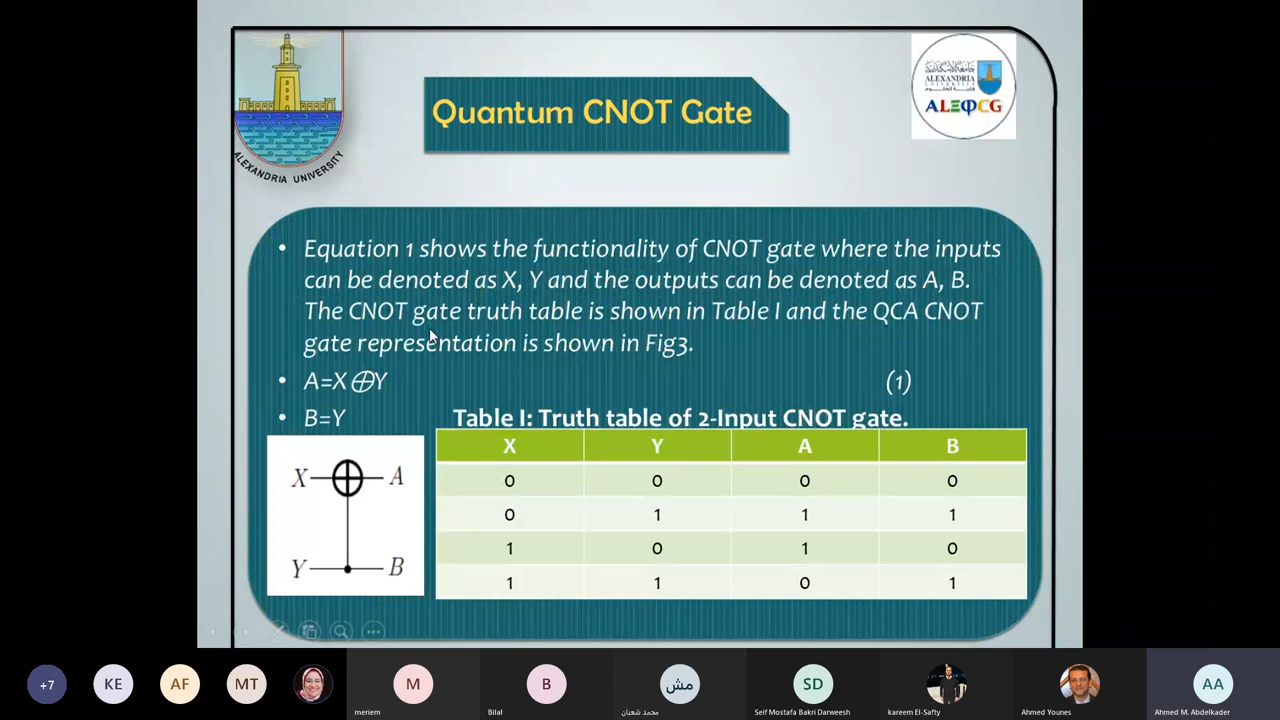 Quantum CNOT Gate
ALEXANDRIA UNIVERSITY
ALEXANDRIA
UNIVERSITY
• Equation 1 shows the functionality of CNOT gate where the inputs
can be denoted as X, Y and the outputs can be denoted as A, B.
The CNOT gate truth table is shown in Table I and the QCA CNOT
gate representation is shown in Fig3.
• A=X⊕Y (1)
• B=Y
Table I: Truth table of 2-Input CNOT gate.
X Y A B
0 0 0 0
0 1 1 1
1 0 1 0
1 1 0 1
X A
Y B
+7 KE AF MT M B مش SD AA
meriem Bilal محمد شعبان Seif Mostafa Bakri Darweesh kareem El-Safty Ahmed Younes Ahmed M. Abdelkader